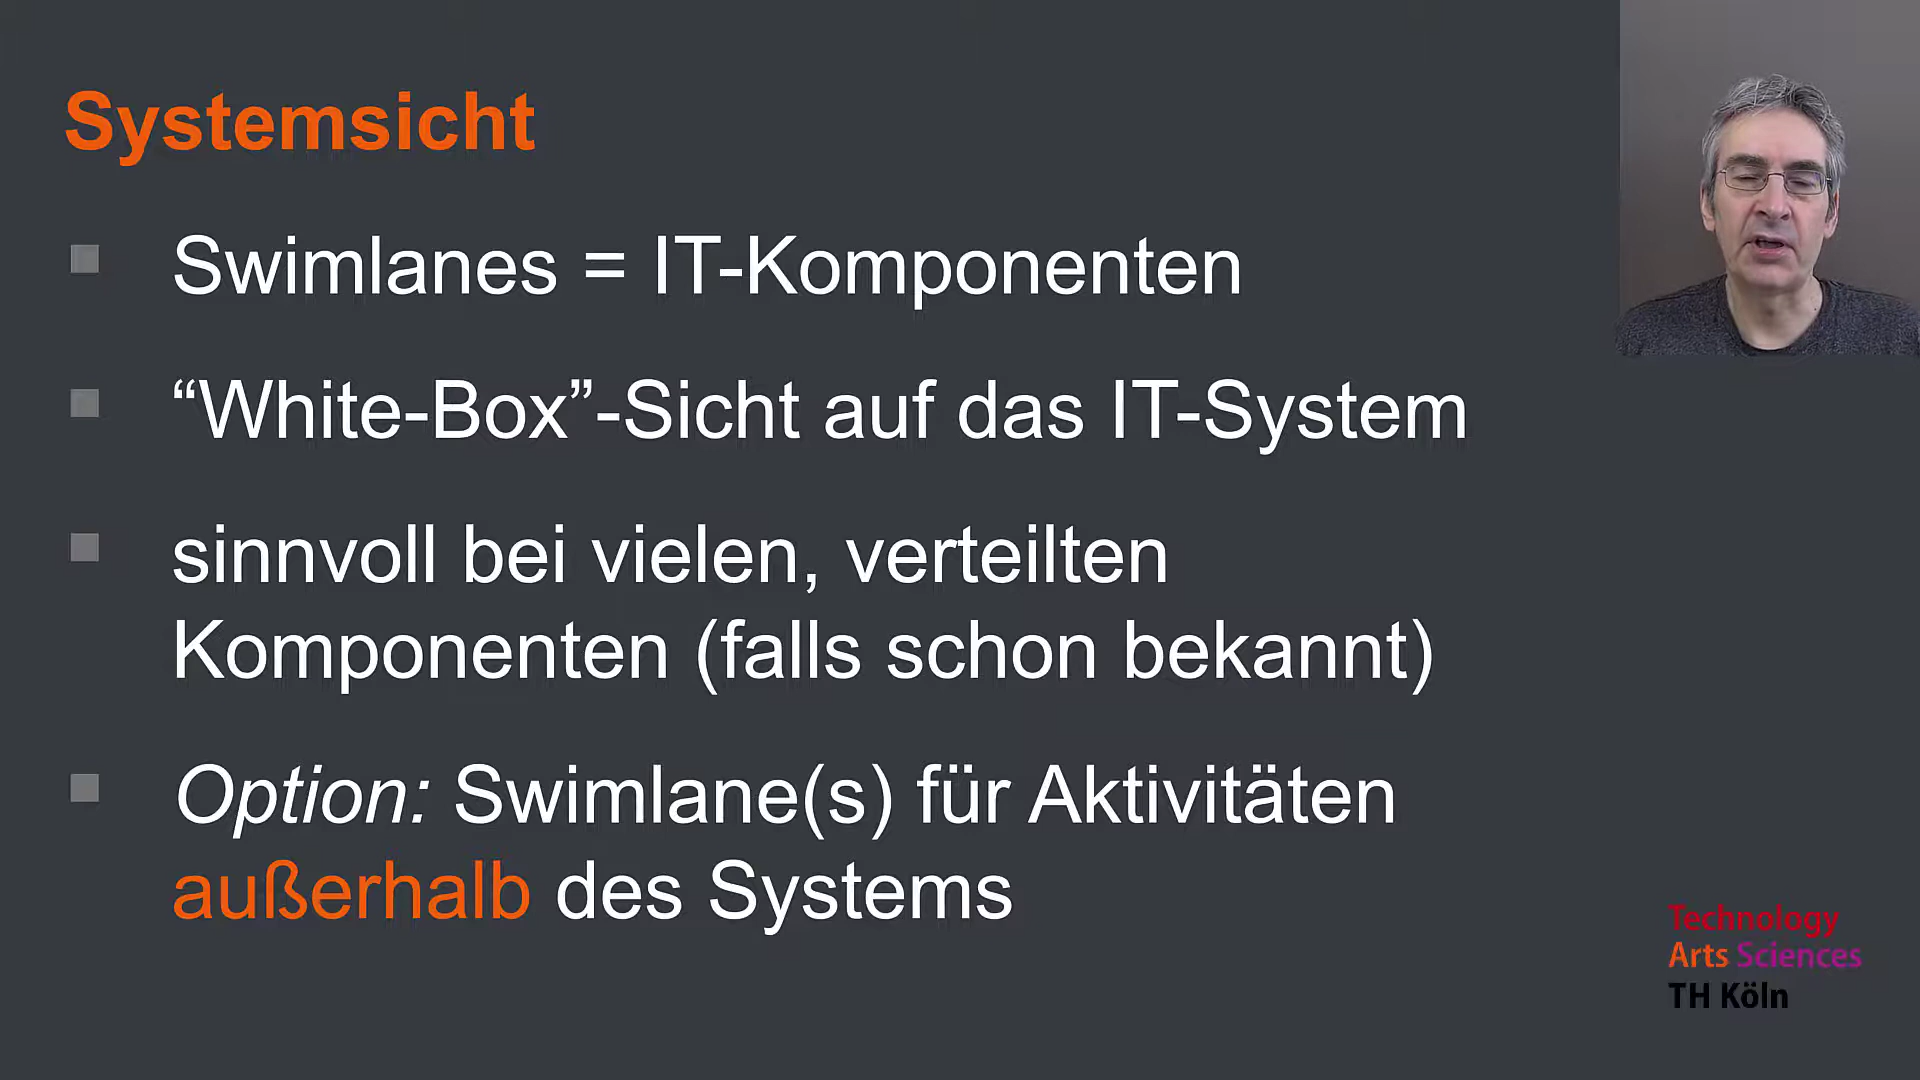 Systemsicht
Swimlanes = IT-Komponenten
“White-Box”-Sicht auf das IT-System
sinnvoll bei vielen, verteilten
Komponenten (falls schon bekannt)
Option: Swimlane(s) für Aktivitäten
außerhalb des Systems
Technology
Arts Sciences
TH Köln